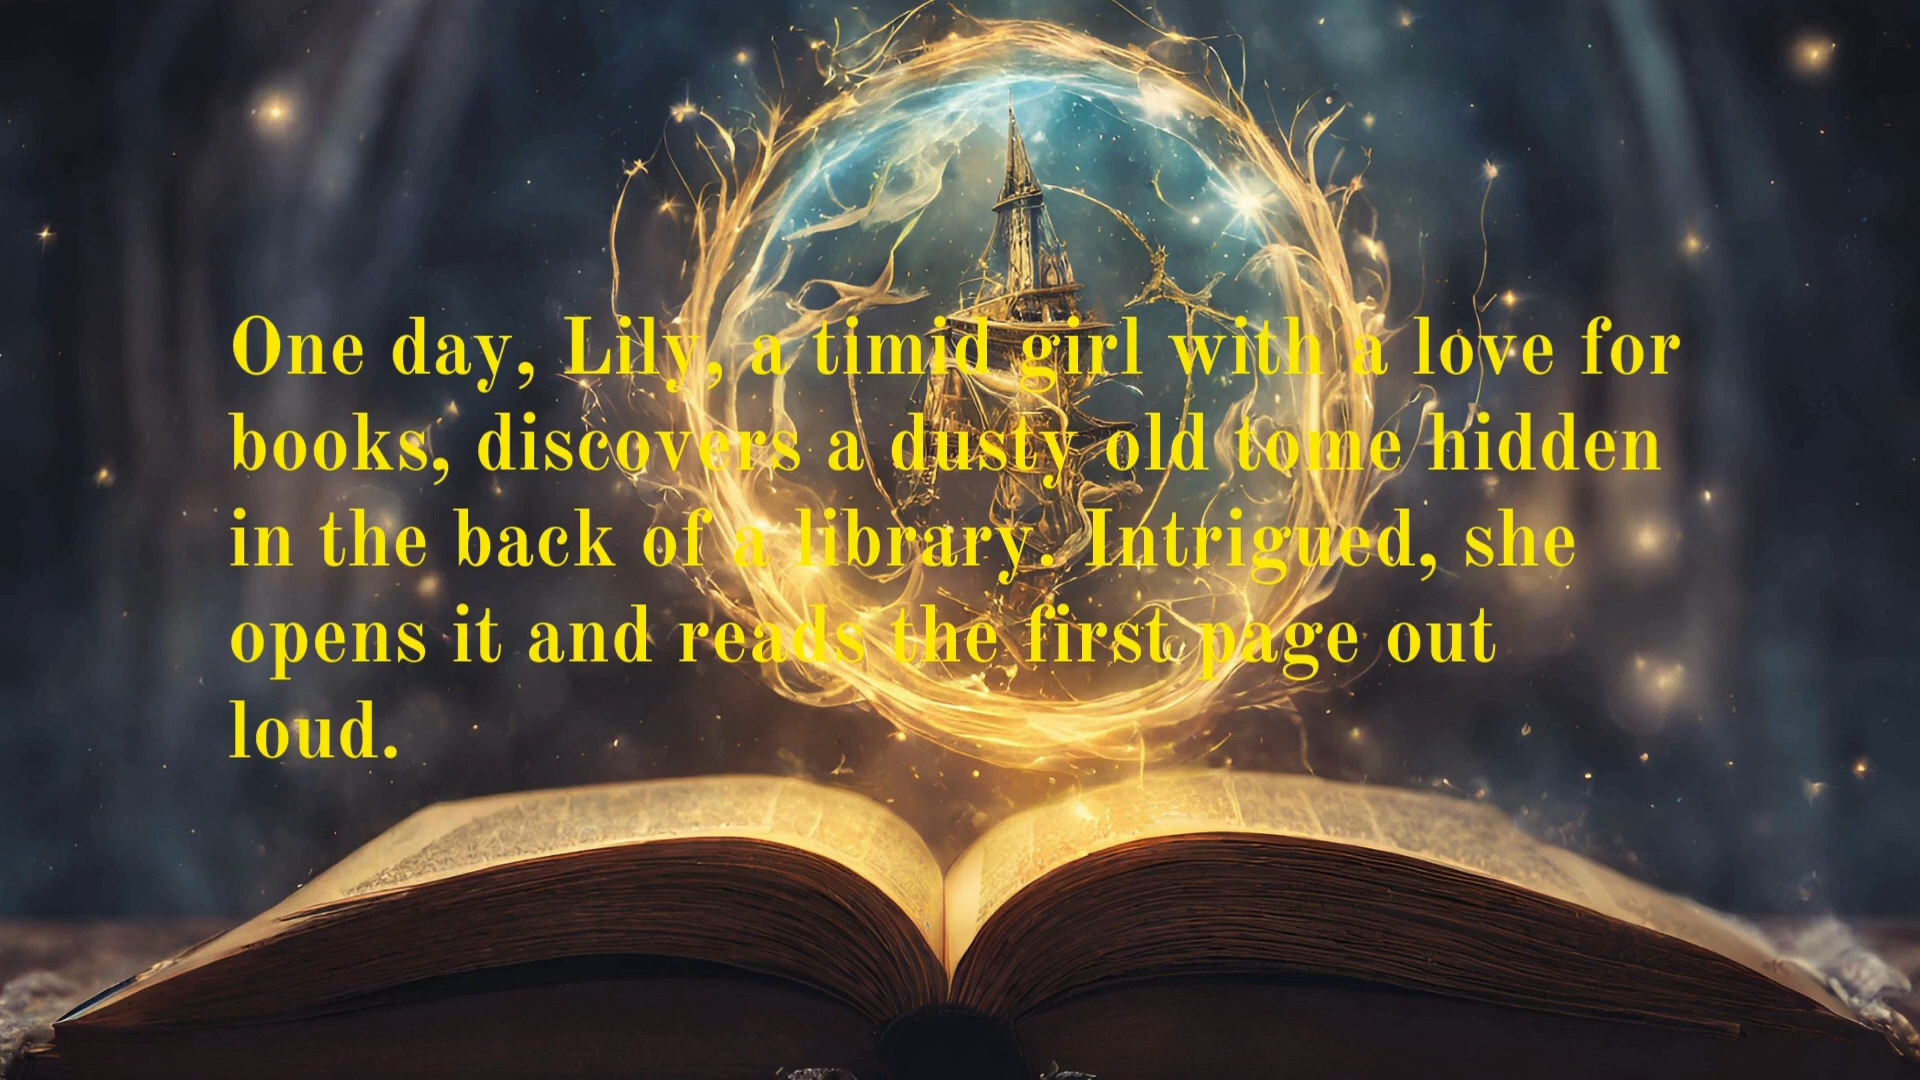 One day, Lily, a timid girl with a love for
books, discovers a dusty old tome hidden
in the back of a library. Intrigued, she
opens it and reads the first page out
loud.